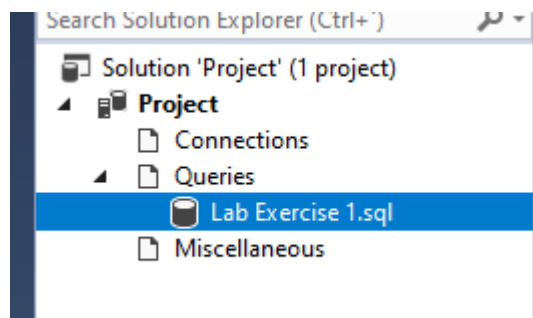 Search Solution Explorer (Ctrl+')
Solution 'Project' (1 project)
Project
Connections
Queries
Lab Exercise 1.sql
Miscellaneous